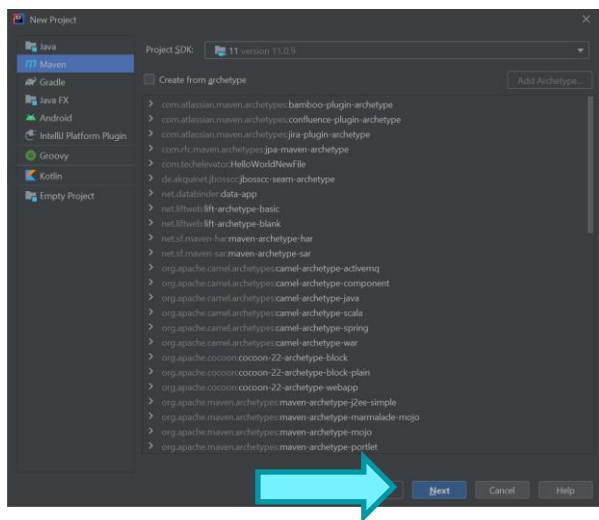 New Project
Java
Maven
Gradle
Java FX
Android
IntelliJ Platform Plugin
Groovy
Kotlin
Empty Project
Project SDK: 11 version 11.0.9
Create from archetype
Add Archetype...
com.atlassian.maven.archetypes:bamboo-plugin-archetype
com.atlassian.maven.archetypes:confluence-plugin-archetype
com.atlassian.maven.archetypes:jira-plugin-archetype
com.rfc.maven.archetypes:jpa-maven-archetype
com.techelevator:HelloWorldNewFile
de.akquinet.jbosscc:jbosscc-seam-archetype
net.databinder:data-app
net.liftweb:lift-archetype-basic
net.liftweb:lift-archetype-blank
net.sf.maven-har:maven-archetype-har
net.sf.maven-sar:maven-archetype-sar
org.apache.camel.archetypes:camel-archetype-activemq
org.apache.camel.archetypes:camel-archetype-component
org.apache.camel.archetypes:camel-archetype-java
org.apache.camel.archetypes:camel-archetype-scala
org.apache.camel.archetypes:camel-archetype-spring
org.apache.camel.archetypes:camel-archetype-war
org.apache.cocoon:cocoon-22-archetype-block
org.apache.cocoon:cocoon-22-archetype-block-plain
org.apache.cocoon:cocoon-22-archetype-webapp
org.apache.maven.archetypes:maven-archetype-j2ee-simple
org.apache.maven.archetypes:maven-archetype-marmalade-mojo
org.apache.maven.archetypes:maven-archetype-mojo
org.apache.maven.archetypes:maven-archetype-portlet
Next
Cancel
Help